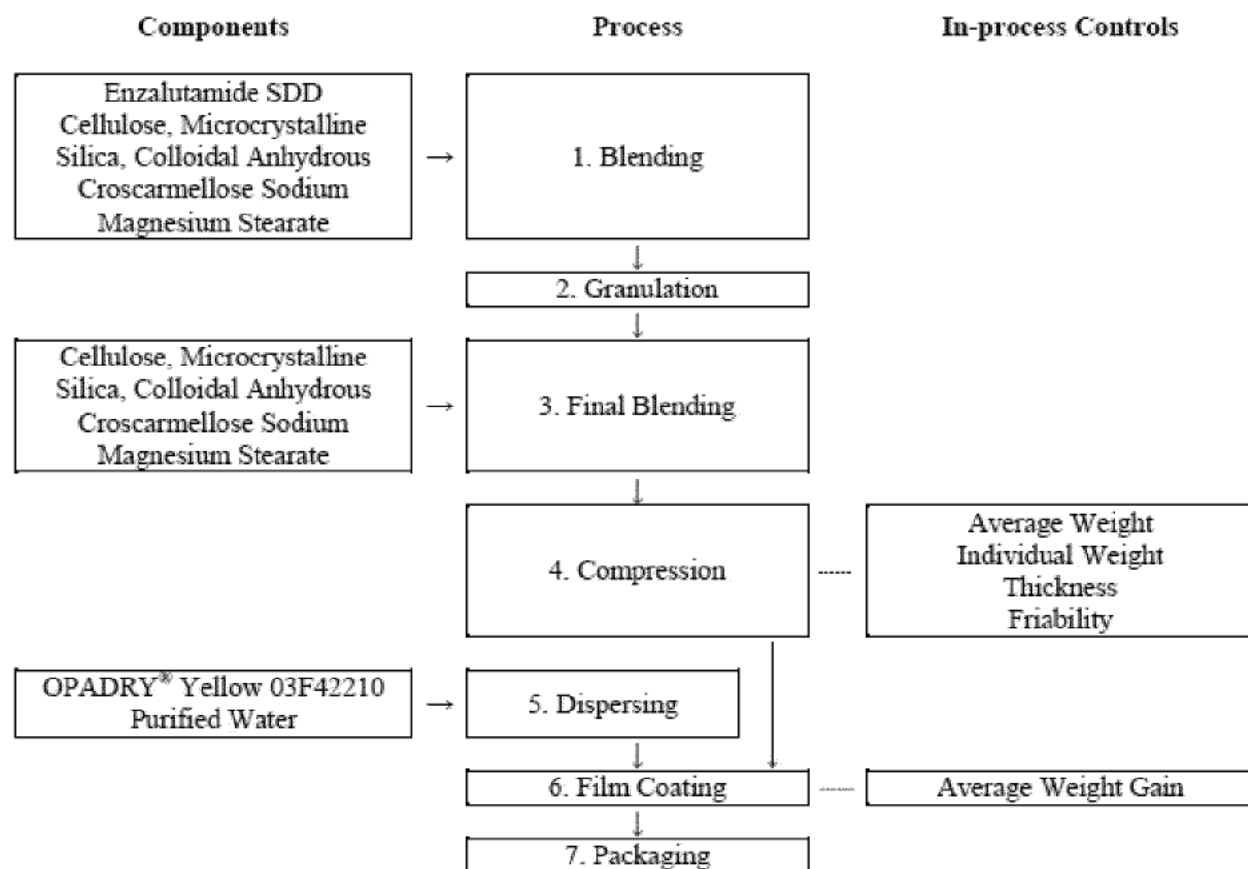 Components
Process
In-process Controls
Enzalutamide SDD
Cellulose, Microcrystalline
Silica, Colloidal Anhydrous
Croscarmellose Sodium
Magnesium Stearate
→
1. Blending
↓
2. Granulation
↓
Cellulose, Microcrystalline
Silica, Colloidal Anhydrous
Croscarmellose Sodium
Magnesium Stearate
→
3. Final Blending
↓
4. Compression
Average Weight
Individual Weight
Thickness
Friability
OPADRY® Yellow 03F42210
Purified Water
→
5. Dispersing
↓
6. Film Coating
Average Weight Gain
↓
7. Packaging